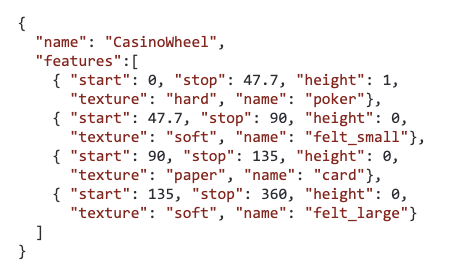 {
  "name": "CasinoWheel",
  "features":[
    { "start": 0, "stop": 47.7, "height": 1,
      "texture": "hard", "name": "poker"},
    { "start": 47.7, "stop": 90, "height": 0,
      "texture": "soft", "name": "felt_small"},
    { "start": 90, "stop": 135, "height": 0,
      "texture": "paper", "name": "card"},
    { "start": 135, "stop": 360, "height": 0,
      "texture": "soft", "name": "felt_large"}
  ]
}